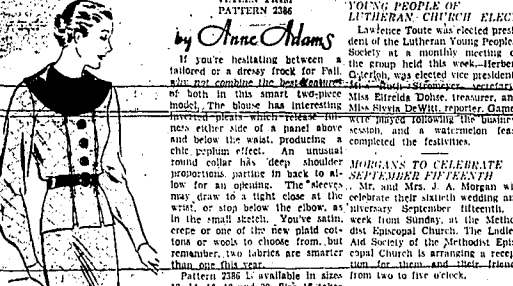 PATTERN 2386
by Anne Adams
If you're hesitating between a
tailored or a dressy frock for Fall,
why not combine the best features
of both in this smart two-piece
model. The blouse has interesting
inverted pleats which release ful-
ness either side of a panel above
and below the waist, producing a
chic peplum effect. An unusual
round collar has deep shoulder
proportions, parting in back to al-
low for an opening. The sleeves
may draw to a tight close at the
wrist, or stop below the elbow, as
in the small sketch. You've satin,
crepe or one of the new plaid cot-
tons or wools to choose from, but
remember, two fabrics are smarter
than one this year.
Pattern 2386 is available in sizes
YOUNG PEOPLE OF
LUTHERAN CHURCH ELEC
Lawrence Toute was elected presi
dent of the Lutheran Young People
Society at a monthly meeting o
the group held this week. Herber
was elected vice president
Miss Ruth secretary
Miss Elfreida Dohse, treasurer, an
Miss Slyvia DeWitt, reporter. Game
were played following the busine
session, and a watermelon feas
completed the festivities.
MORGANS TO CELEBRATE
SEPTEMBER FIFTEENTH
Mr. and Mrs. J. A. Morgan wi
celebrate their sixtieth wedding an
niversary September fifteenth,
week from Sunday, at the Metho
dist Episcopal Church. The Ladie
Aid Society of the Methodist Epis
copal Church is arranging a recep
tion for them and their friend
from two to five o'clock.